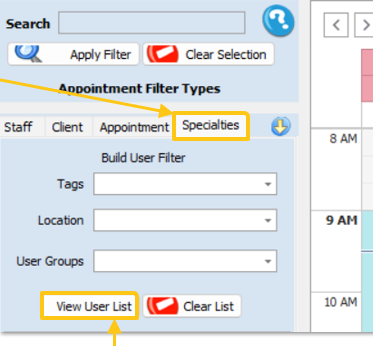 Search
Apply Filter Clear Selection
Appointment Filter Types
Staff Client Appointment Specialties
Build User Filter
Tags
Location
User Groups
View User List Clear List
8 AM
9 AM
10 AM